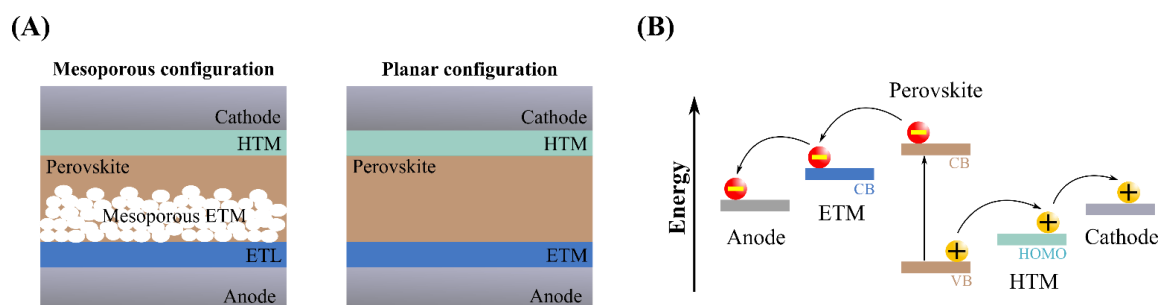 (A)
Mesoporous configuration
Cathode
HTM
Perovskite
Mesoporous ETM
ETL
Anode
Planar configuration
Cathode
HTM
Perovskite
ETM
Anode
(B)
Energy
Perovskite
CB
CB
ETM
Anode
VB
HOMO
HTM
Cathode